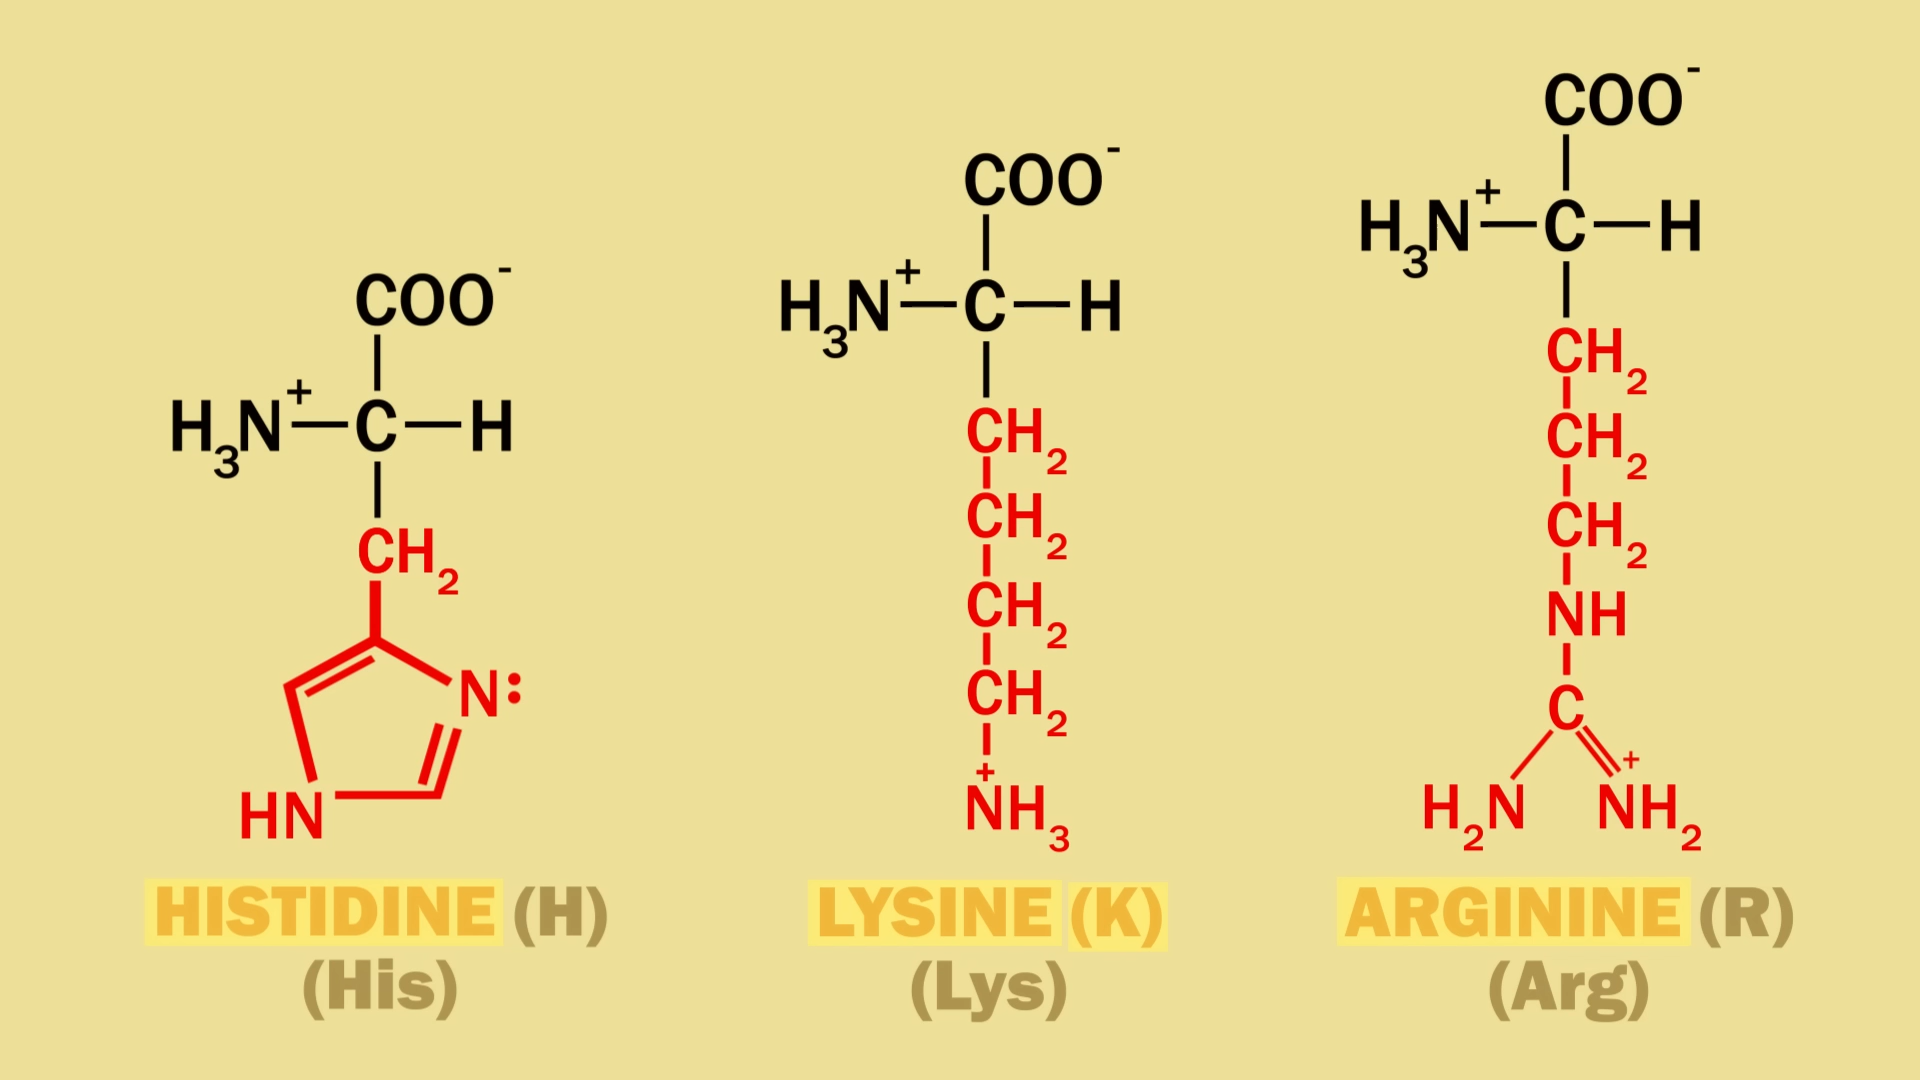 COO⁻
H₃N⁺—C—H
CH₂
N:
HN
HISTIDINE (H)
(His)
COO⁻
H₃N⁺—C—H
CH₂
CH₂
CH₂
CH₂
⁺NH₃
LYSINE (K)
(Lys)
COO⁻
H₃N⁺—C—H
CH₂
CH₂
CH₂
NH
C
H₂N ⁺NH₂
ARGININE (R)
(Arg)